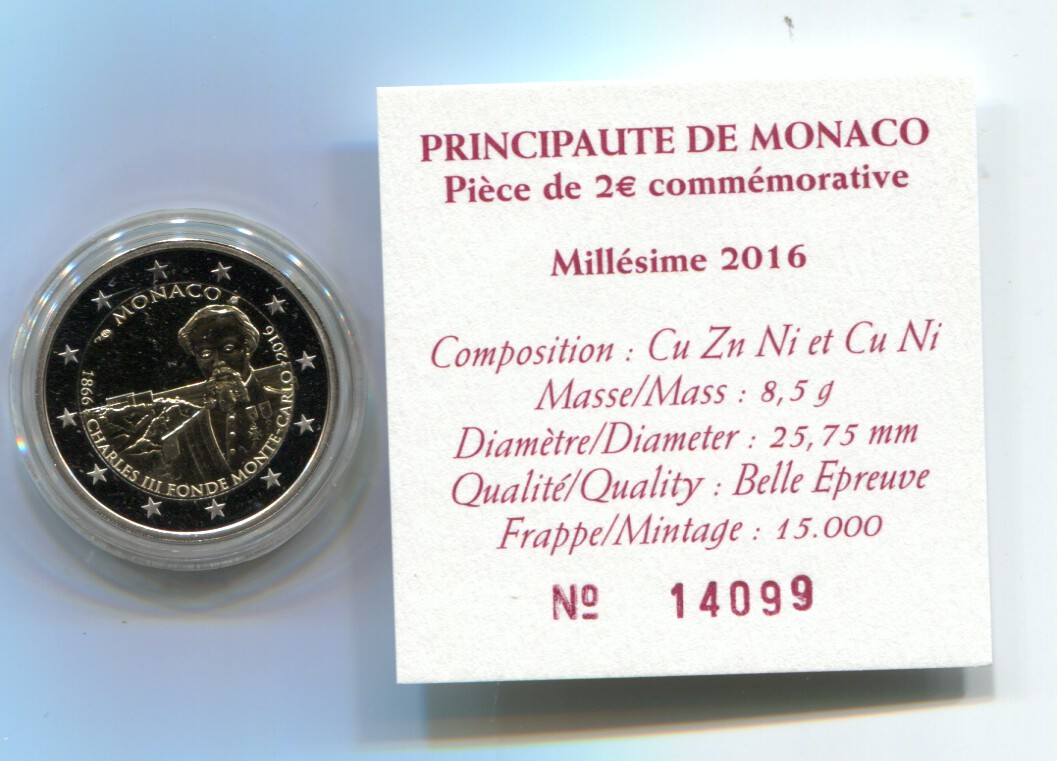 MONACO
1866 CHARLES III FONDE MONTE-CARLO 2016
PRINCIPAUTE DE MONACO
Pièce de 2€ commémorative
Millésime 2016
Composition : Cu Zn Ni et Cu Ni
Masse/Mass : 8,5 g
Diamètre/Diameter : 25,75 mm
Qualité/Quality : Belle Epreuve
Frappe/Mintage : 15.000
Nº 14099